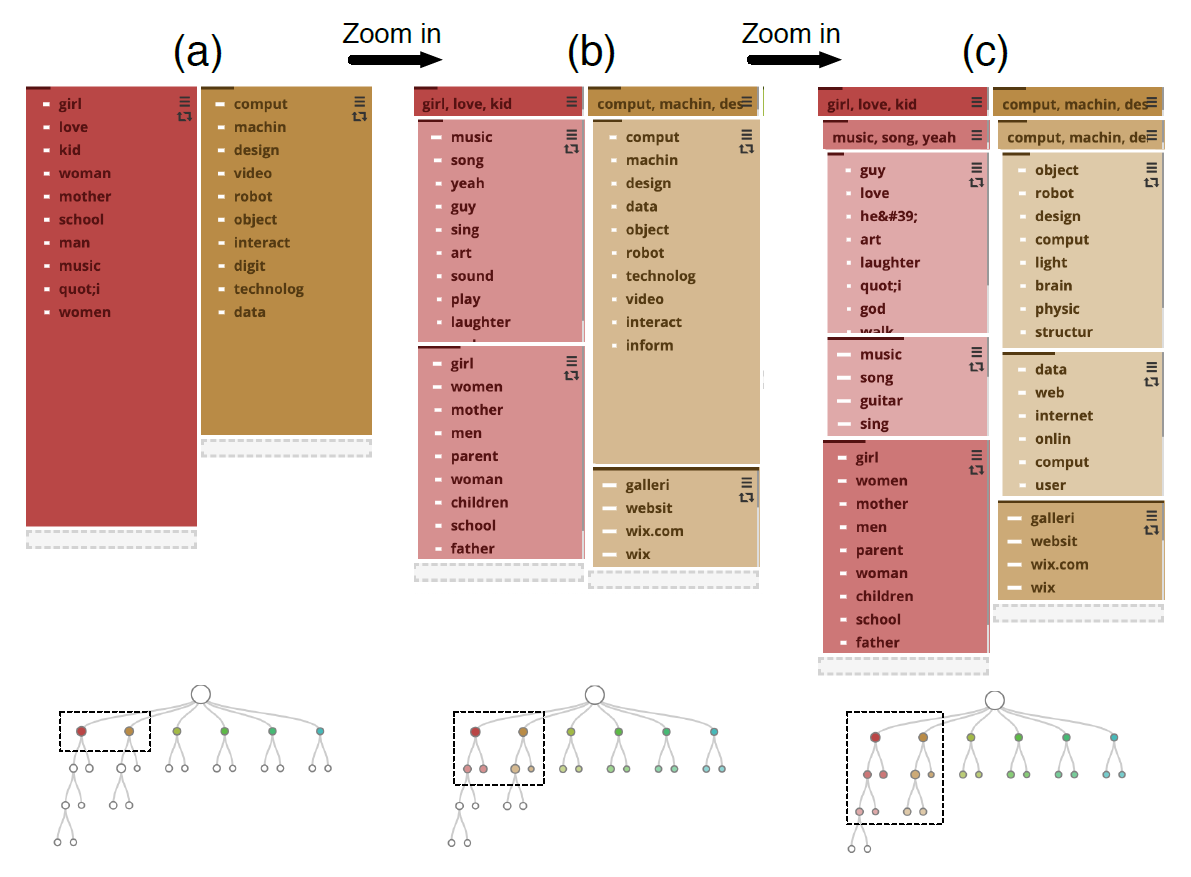 Zoom in
Zoom in
(a)
(b)
(c)
girl
love
kid
woman
mother
school
man
music
quot;i
women
comput
machin
design
video
robot
object
interact
digit
technolog
data
girl, love, kid
music
song
yeah
guy
sing
art
sound
play
laughter
girl
women
mother
men
parent
woman
children
school
father
comput, machin, des
comput
machin
design
data
object
robot
technolog
video
interact
inform
galleri
websit
wix.com
wix
girl, love, kid
music, song, yeah
guy
love
he&#39;
art
laughter
quot;i
god
walk
music
song
guitar
sing
girl
women
mother
men
parent
woman
children
school
father
comput, machin, des
comput, machin, de
object
robot
design
comput
light
brain
physic
structur
data
web
internet
onlin
comput
user
galleri
websit
wix.com
wix